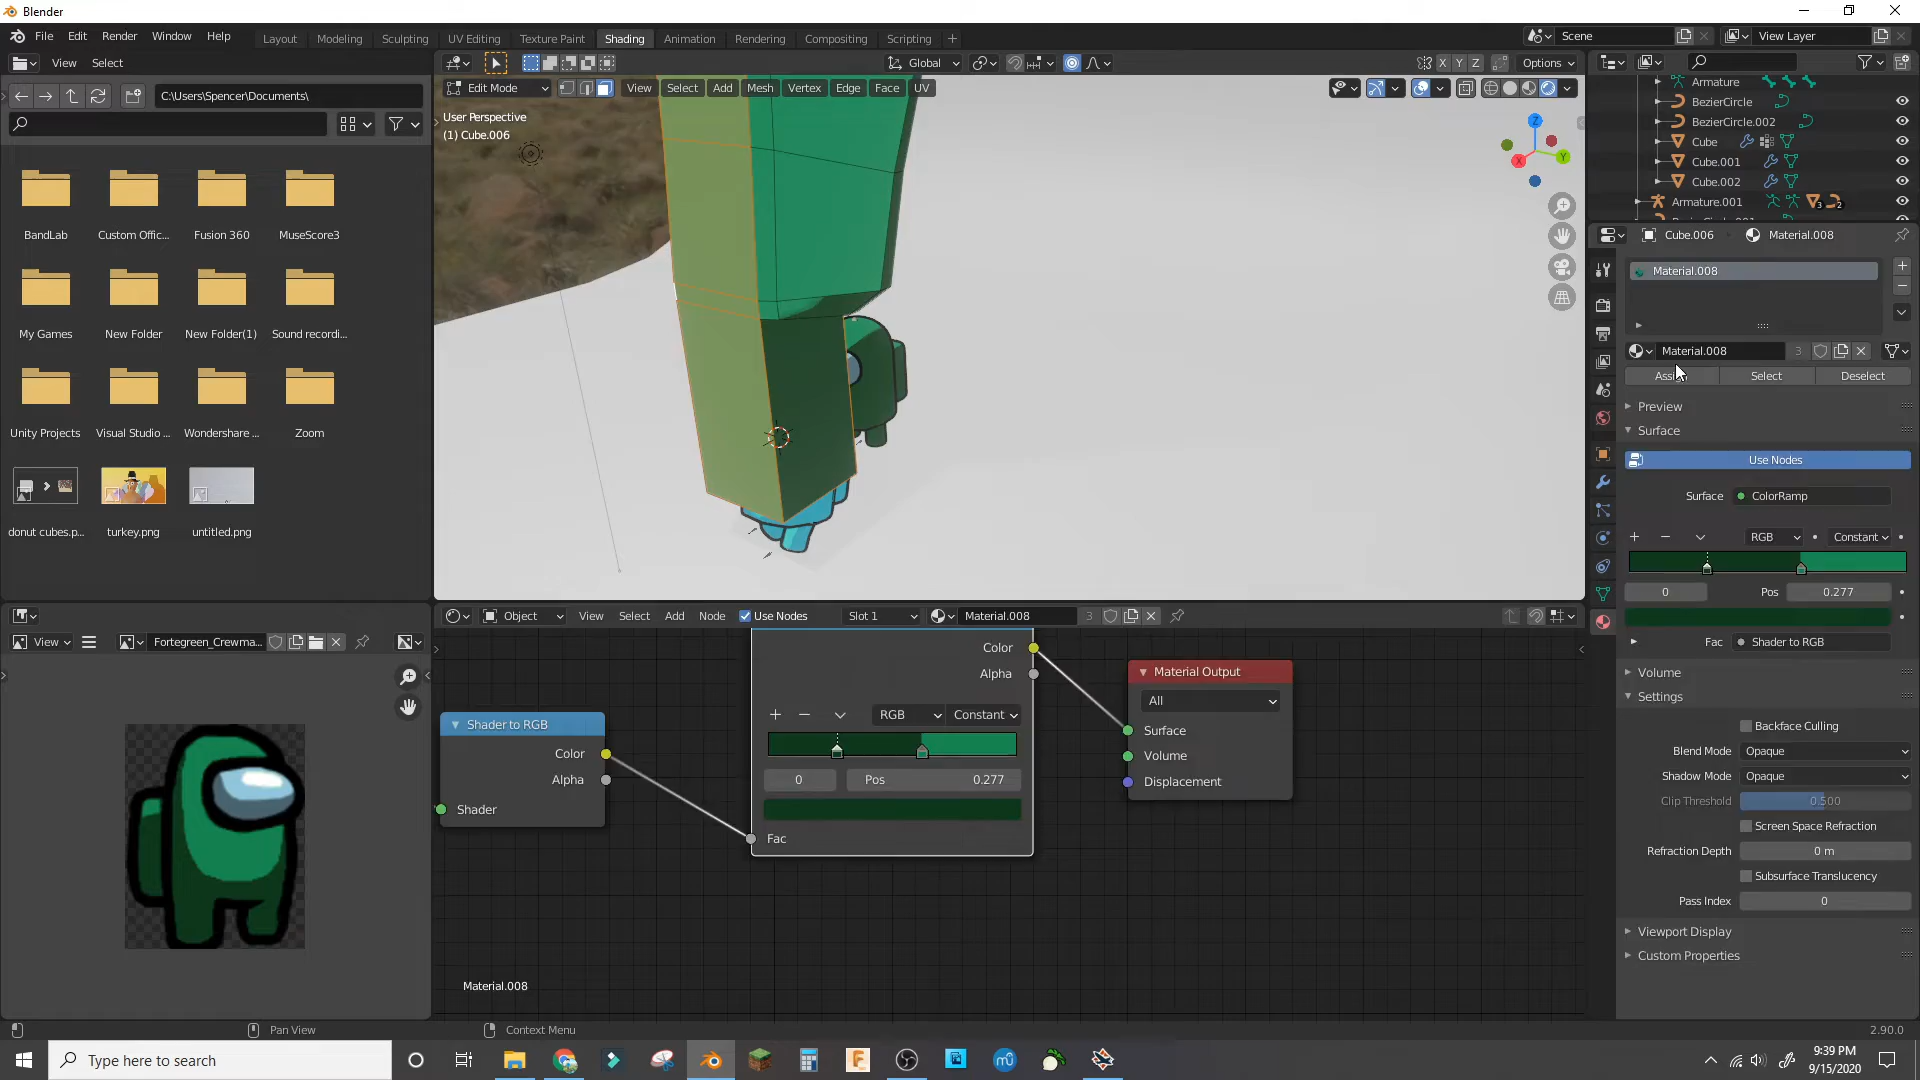 Blender
File Edit Render Window Help
Layout Modeling Sculpting UV Editing Texture Paint Shading Animation Rendering Compositing Scripting
Scene
View Layer
View Select
Global
X Y Z Options
C:\Users\Spencer\Documents\
Edit Mode View Select Add Mesh Vertex Edge Face UV
User Perspective
(1) Cube.006
Z
X
Y
BandLab
Custom Offic...
Fusion 360
MuseScore3
My Games
New Folder
New Folder(1)
Sound recordi...
Unity Projects
Visual Studio ...
Wondershare ...
Zoom
donut cubes.p...
turkey.png
untitled.png
Armature
BezierCircle
BezierCircle.002
Cube
Cube.001
Cube.002
Armature.001
3
2
Cube.006
Material.008
Material.008
Material.008 3
Select
Deselect
Preview
Surface
Use Nodes
Surface ColorRamp
RGB Constant
0 Pos 0.277
Fac Shader to RGB
Volume
Settings
Backface Culling
Blend Mode Opaque
Shadow Mode Opaque
Clip Threshold 0.500
Screen Space Refraction
Refraction Depth 0 m
Subsurface Translucency
Pass Index 0
Viewport Display
Custom Properties
View
Fortegreen_Crewma...
Object View Select Add Node Use Nodes Slot 1 Material.008 3
Color
Alpha
RGB Constant
0 Pos 0.277
Fac
Shader to RGB
Color
Alpha
Shader
Material Output
All
Surface
Volume
Displacement
Material.008
Pan View
Context Menu
2.90.0
Type here to search
9:39 PM
9/15/2020